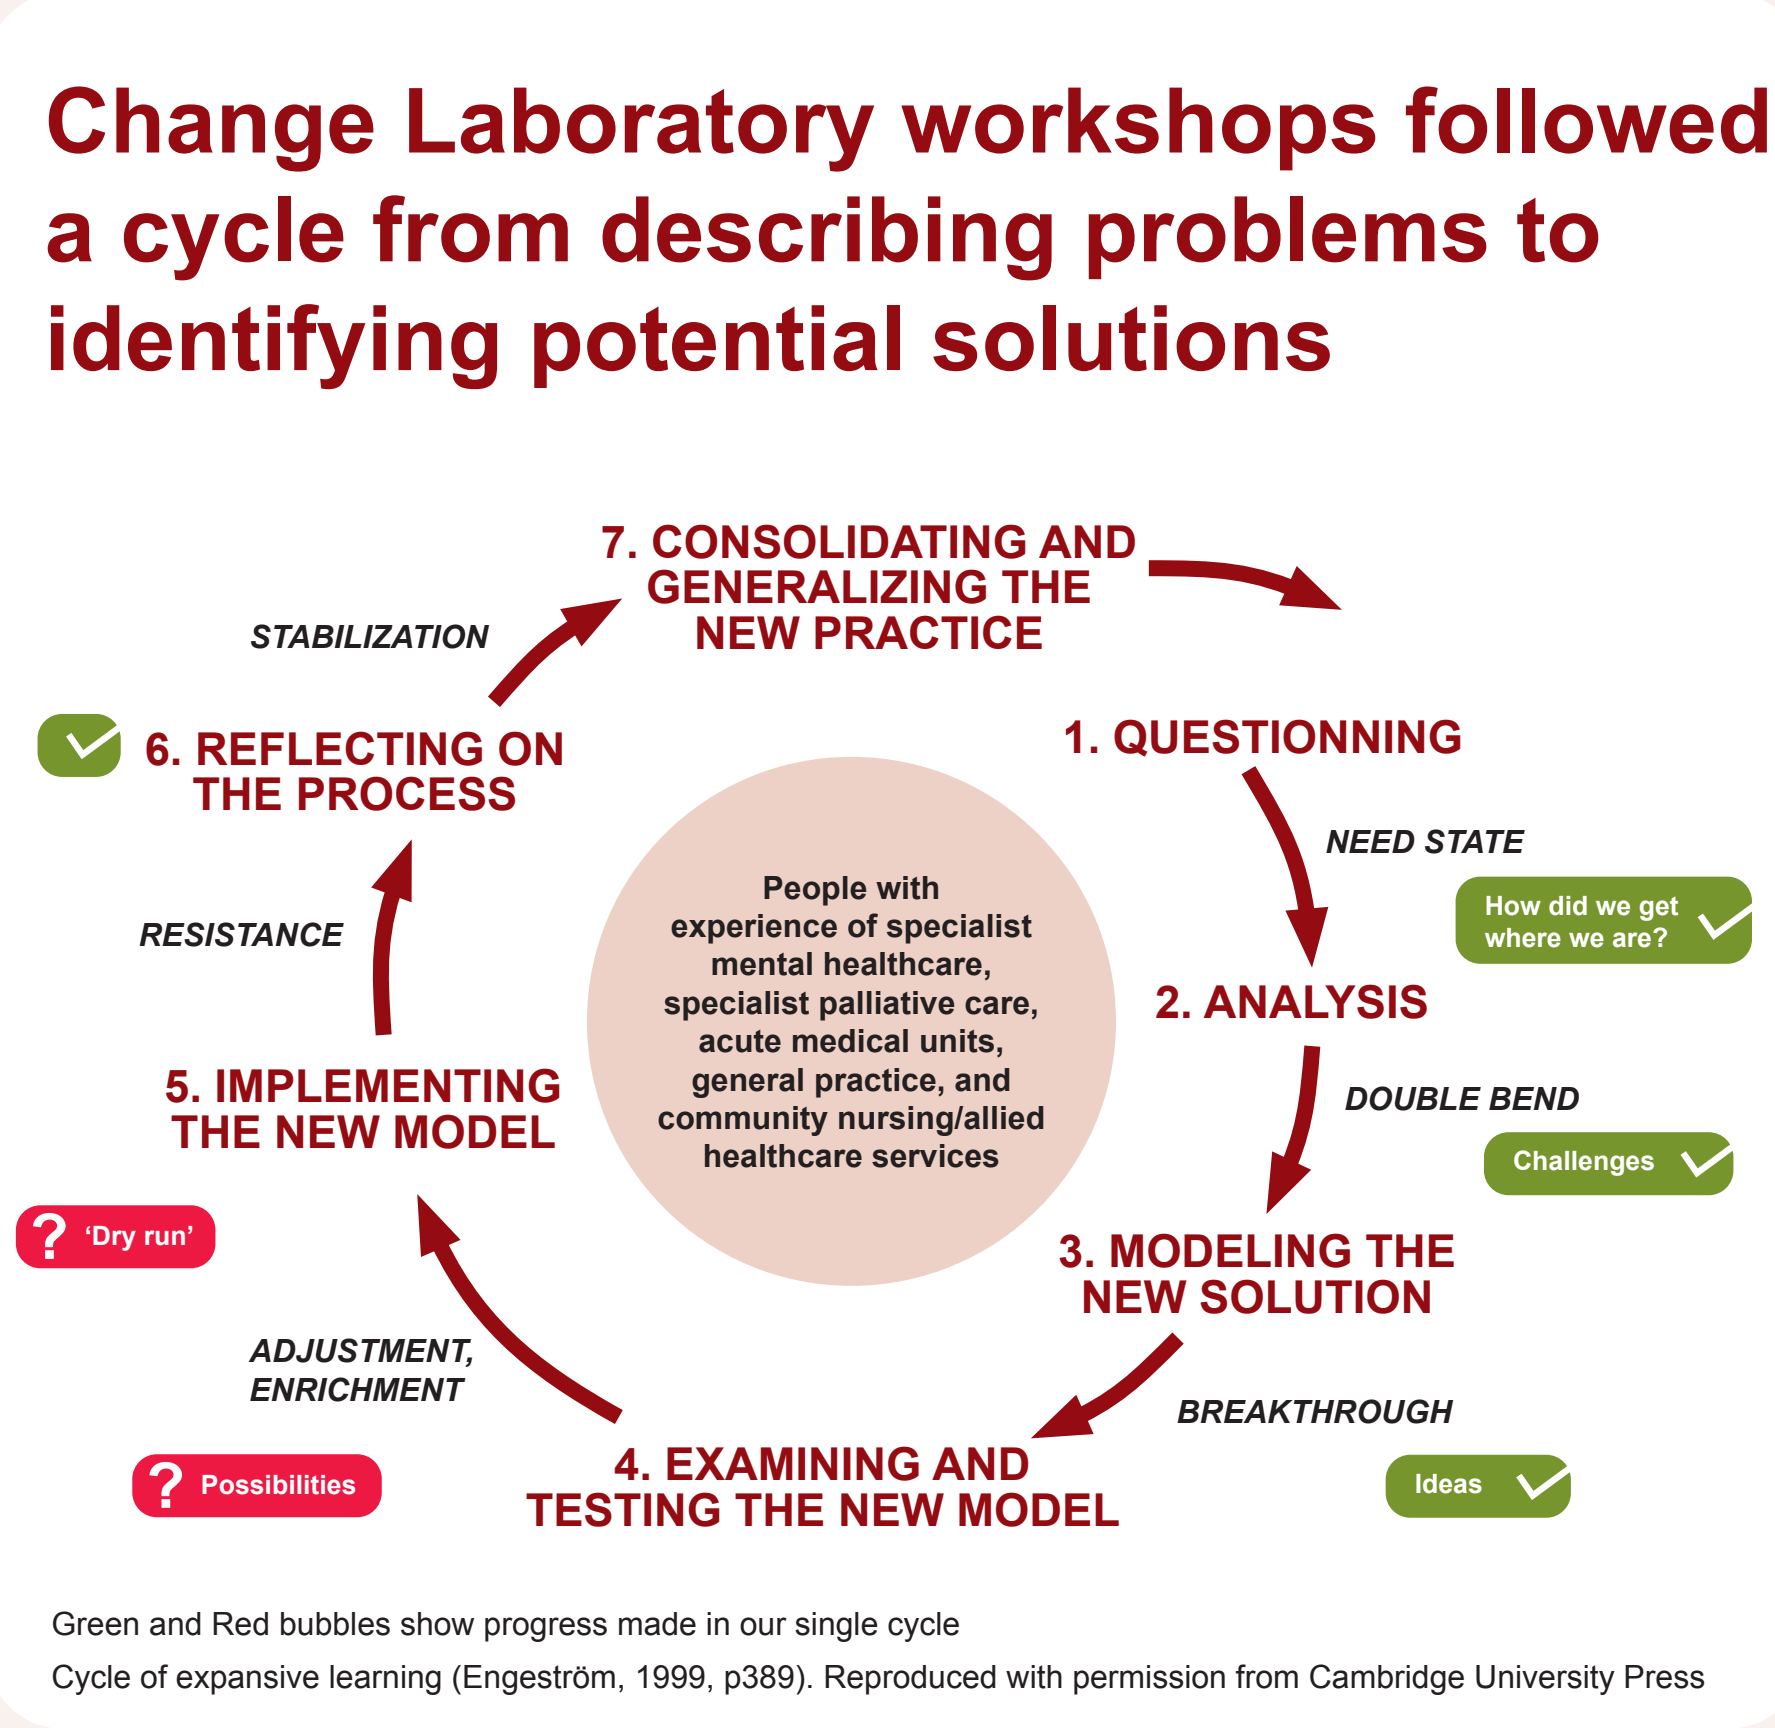 Change Laboratory workshops followed
a cycle from describing problems to
identifying potential solutions
7. CONSOLIDATING AND
GENERALIZING THE
NEW PRACTICE
STABILIZATION
6. REFLECTING ON
THE PROCESS
1. QUESTIONNING
NEED STATE
How did we get
where we are?
RESISTANCE
People with
experience of specialist
mental healthcare,
specialist palliative care,
acute medical units,
general practice, and
community nursing/allied
healthcare services
2. ANALYSIS
DOUBLE BEND
Challenges
5. IMPLEMENTING
THE NEW MODEL
? ‘Dry run’
3. MODELING THE
NEW SOLUTION
ADJUSTMENT,
ENRICHMENT
BREAKTHROUGH
? Possibilities
4. EXAMINING AND
TESTING THE NEW MODEL
Ideas
Green and Red bubbles show progress made in our single cycle
Cycle of expansive learning (Engeström, 1999, p389). Reproduced with permission from Cambridge University Press